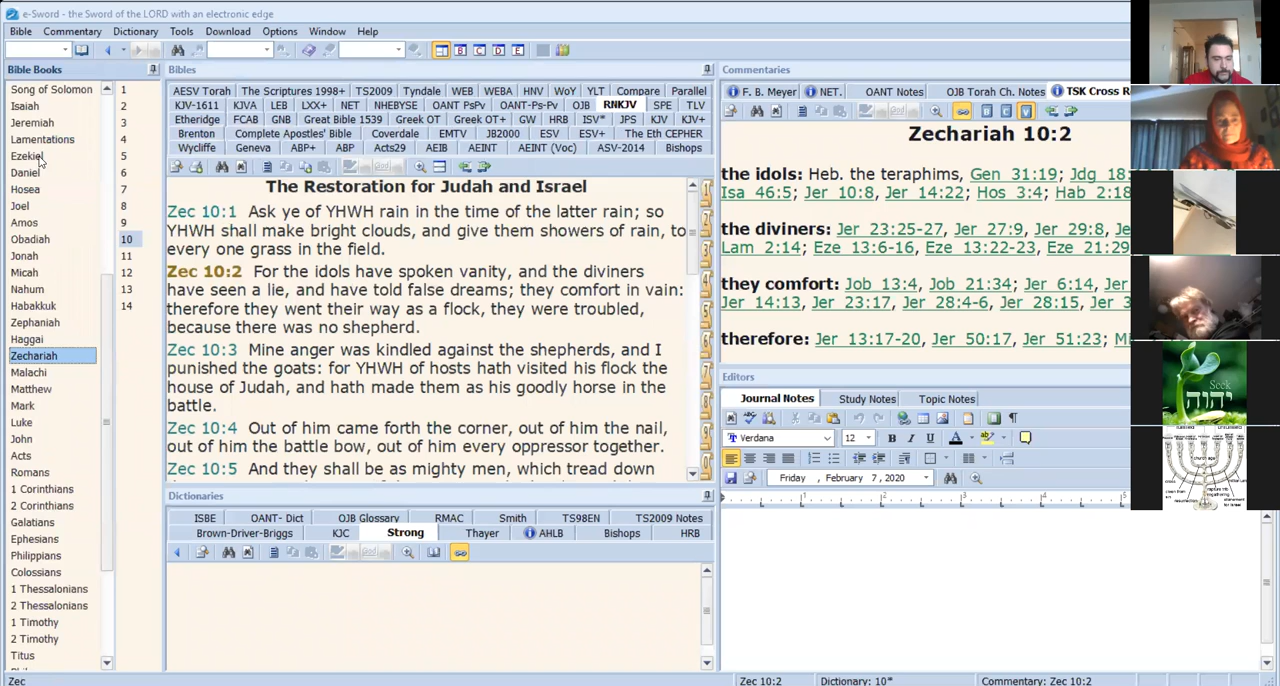 e-Sword - the Sword of the LORD with an electronic edge
Bible Commentary Dictionary Tools Download Options Window Help
B C D E
Bible Books
Song of Solomon
Isaiah
Jeremiah
Lamentations
Ezekiel
Daniel
Hosea
Joel
Amos
Obadiah
Jonah
Micah
Nahum
Habakkuk
Zephaniah
Haggai
Zechariah
Malachi
Matthew
Mark
Luke
John
Acts
Romans
1 Corinthians
2 Corinthians
Galatians
Ephesians
Philippians
Colossians
1 Thessalonians
2 Thessalonians
1 Timothy
2 Timothy
Titus
1
2
3
4
5
6
7
8
9
10
11
12
13
14
Bibles
AESV Torah The Scriptures 1998+ TS2009 Tyndale WEB WEBA HNV WoY YLT Compare Parallel
KJV-1611 KJVA LEB LXX+ NET NHEBYSE OANT PsPv OANT-Ps-Pv OJB RNKJV SPE TLV
Etheridge FCAB GNB Great Bible 1539 Greek OT Greek OT+ GW HRB ISV* JPS KJV KJV+
Brenton Complete Apostles' Bible Coverdale EMTV JB2000 ESV ESV+ The Eth CEPHER
Wycliffe Geneva ABP+ ABP Acts29 AEIB AEINT AEINT (Voc) ASV-2014 Bishops
The Restoration for Judah and Israel
Zec 10:1 Ask ye of YHWH rain in the time of the latter rain; so
YHWH shall make bright clouds, and give them showers of rain, to
every one grass in the field.
Zec 10:2 For the idols have spoken vanity, and the diviners
have seen a lie, and have told false dreams; they comfort in vain:
therefore they went their way as a flock, they were troubled,
because there was no shepherd.
Zec 10:3 Mine anger was kindled against the shepherds, and I
punished the goats: for YHWH of hosts hath visited his flock the
house of Judah, and hath made them as his goodly horse in the
battle.
Zec 10:4 Out of him came forth the corner, out of him the nail,
out of him the battle bow, out of him every oppressor together.
Zec 10:5 And they shall be as mighty men, which tread down
Dictionaries
ISBE OANT- Dict OJB Glossary RMAC Smith TS98EN TS2009 Notes
Brown-Driver-Briggs KJC Strong Thayer AHLB Bishops HRB
Commentaries
F. B. Meyer NET. OANT Notes OJB Torah Ch. Notes TSK Cross R
Zechariah 10:2
the idols: Heb. the teraphims, Gen 31:19; Jdg 18:
Isa 46:5; Jer 10:8, Jer 14:22; Hos 3:4; Hab 2:18
the diviners: Jer 23:25-27, Jer 27:9, Jer 29:8,
Lam 2:14; Eze 13:6-16, Eze 13:22-23, Eze 21:29
they comfort: Job 13:4, Job 21:34; Jer 6:14, Jer
Jer 14:13, Jer 23:17, Jer 28:4-6, Jer 28:15, Jer 3
therefore: Jer 13:17-20, Jer 50:17, Jer 51:23; Mi
Editors
Journal Notes Study Notes Topic Notes
Verdana 12 B I U A
Friday , February 7, 2020
1 2 3 4 5
Seek
יהוה
Zec Zec 10:2 Dictionary: 10* Commentary: Zec 10:2